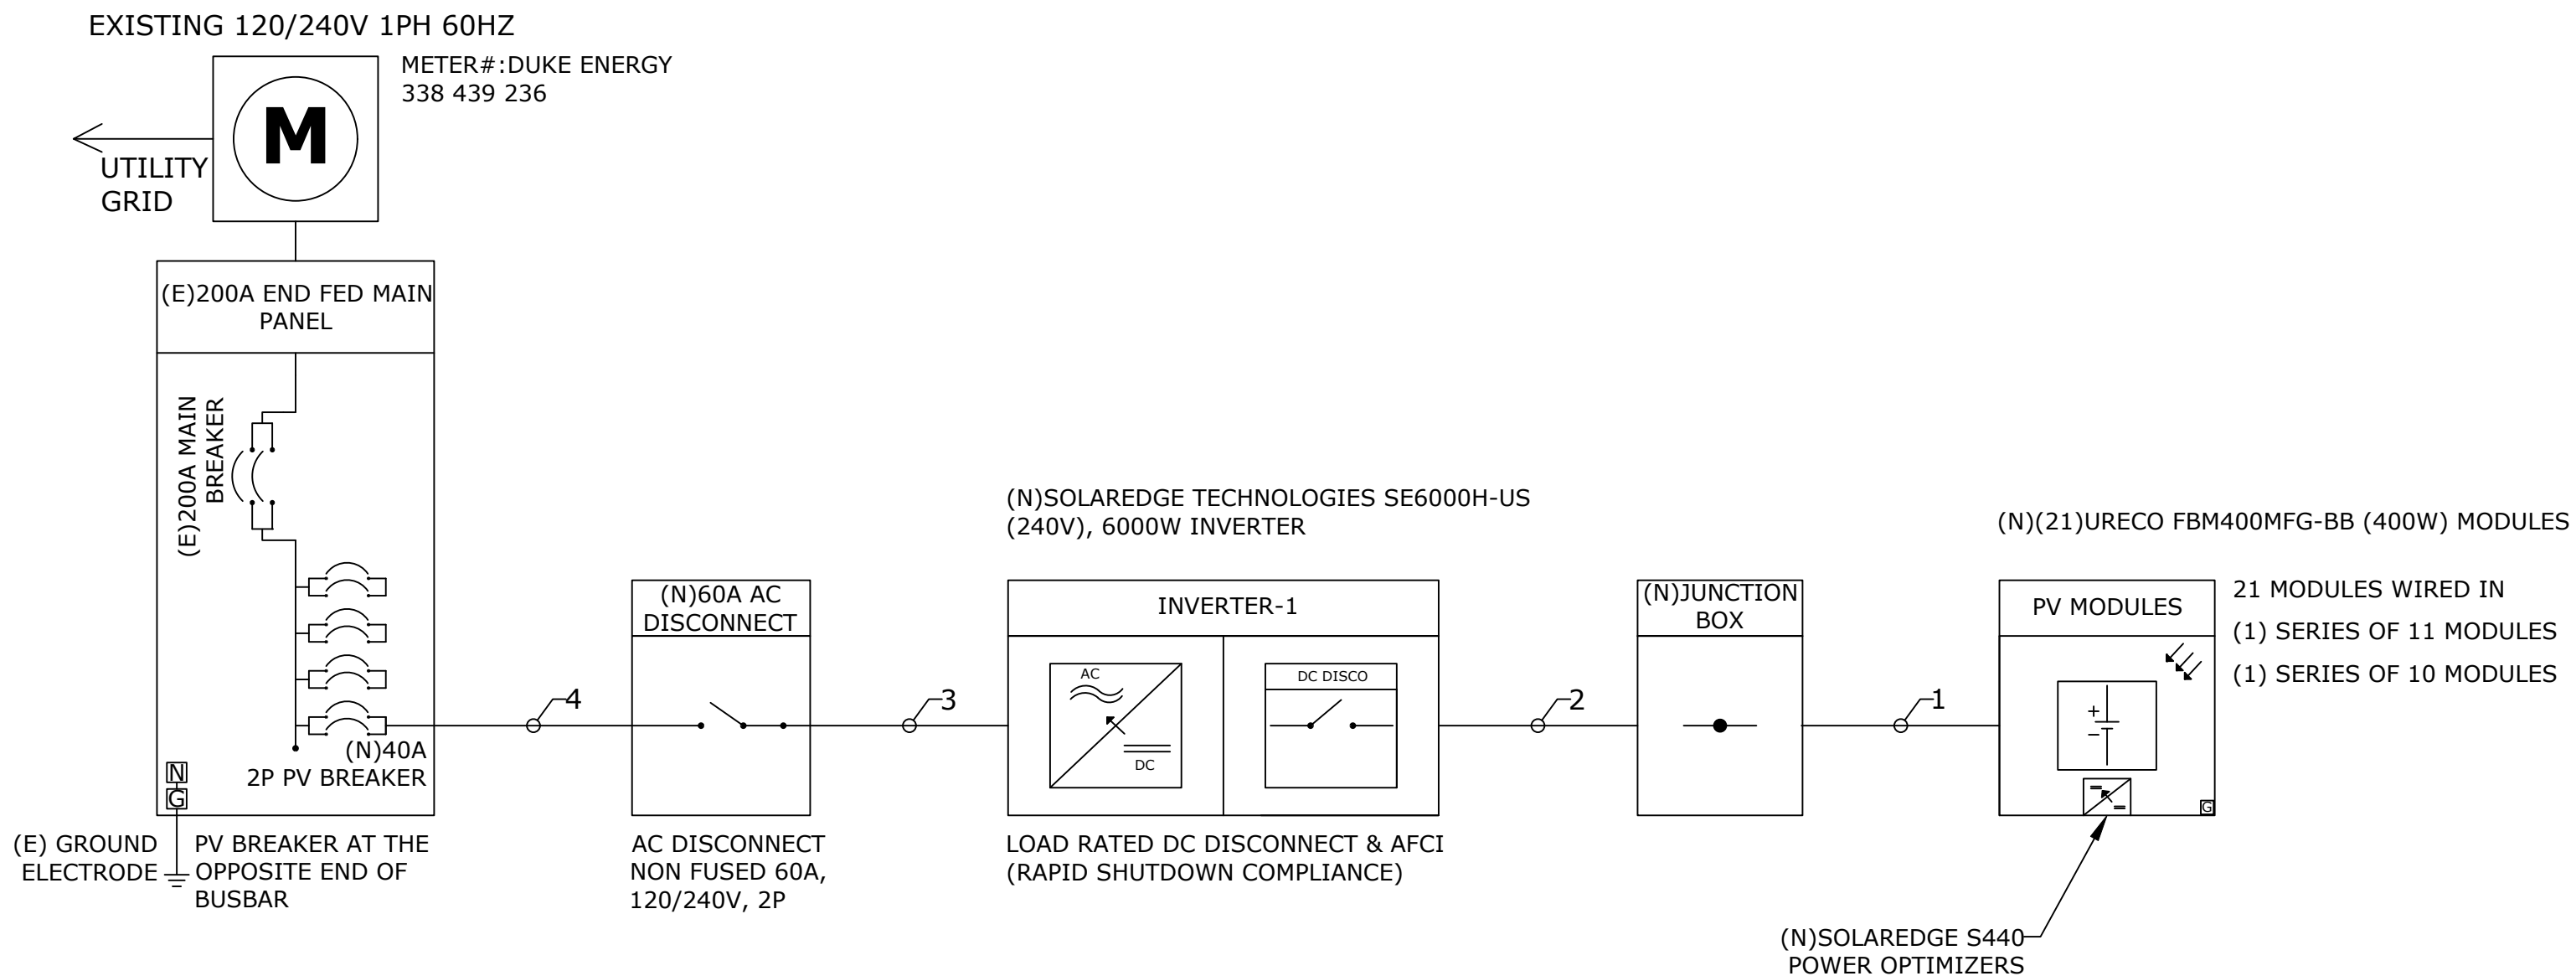 EXISTING 120/240V 1PH 60HZ
METER#:DUKE ENERGY
338 439 236
M
UTILITY
GRID
(E)200A END FED MAIN
PANEL
(E)200A MAIN
BREAKER
(N)40A
2P PV BREAKER
N
G
(E) GROUND
ELECTRODE
PV BREAKER AT THE
OPPOSITE END OF
BUSBAR
4
(N)60A AC
DISCONNECT
AC DISCONNECT
NON FUSED 60A,
120/240V, 2P
3
(N)SOLAREDGE TECHNOLOGIES SE6000H-US
(240V), 6000W INVERTER
INVERTER-1
AC
DC
DC DISCO
LOAD RATED DC DISCONNECT & AFCI
(RAPID SHUTDOWN COMPLIANCE)
2
(N)JUNCTION
BOX
1
(N)(21)URECO FBM400MFG-BB (400W) MODULES
PV MODULES
+
−
G
21 MODULES WIRED IN
(1) SERIES OF 11 MODULES
(1) SERIES OF 10 MODULES
(N)SOLAREDGE S440
POWER OPTIMIZERS